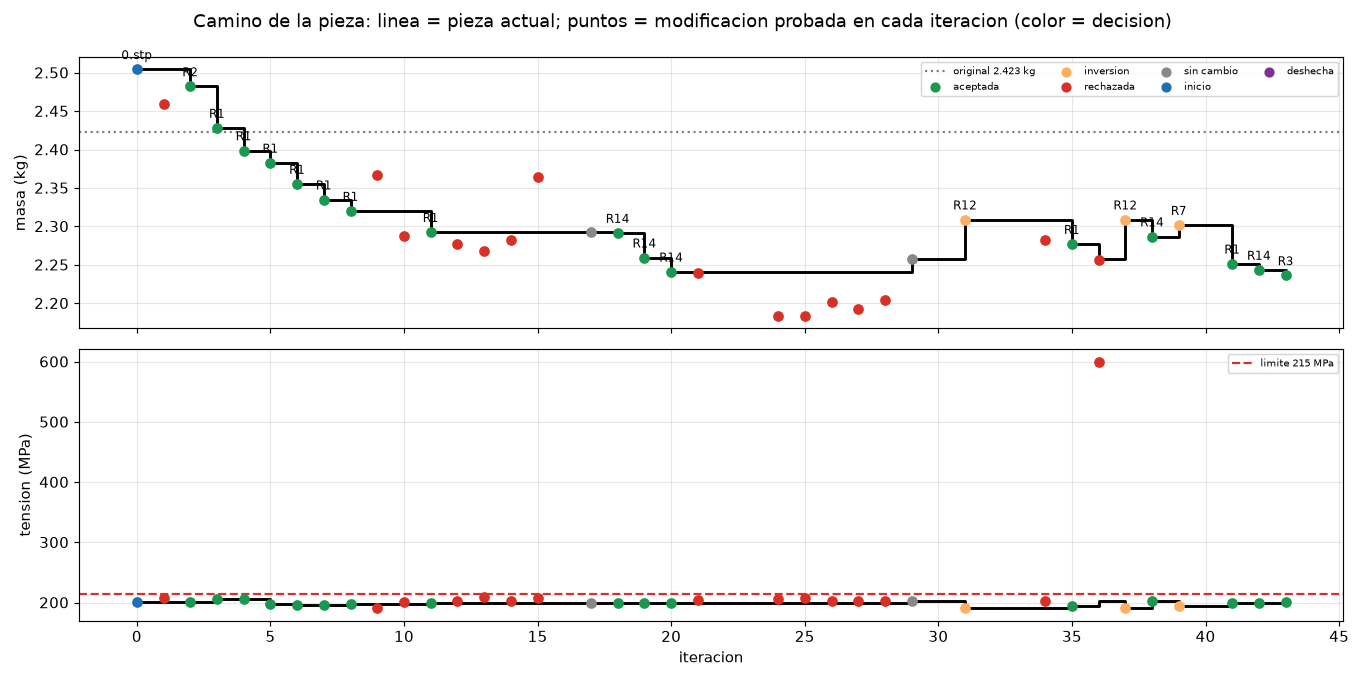 Camino de la pieza: linea = pieza actual; puntos = modificacion probada en cada iteracion (color = decision)
original 2.423 kg
aceptada
inversion
rechazada
sin cambio
inicio
deshecha
masa (kg)
2.50
2.45
2.40
2.35
2.30
2.25
2.20
0.stp
R2
R1
R1
R1
R1
R1
R1
R1
R14
R14
R14
R12
R1
R12
R14
R7
R1
R14
R3
limite 215 MPa
tension (MPa)
600
500
400
300
200
0
5
10
15
20
25
30
35
40
45
iteracion